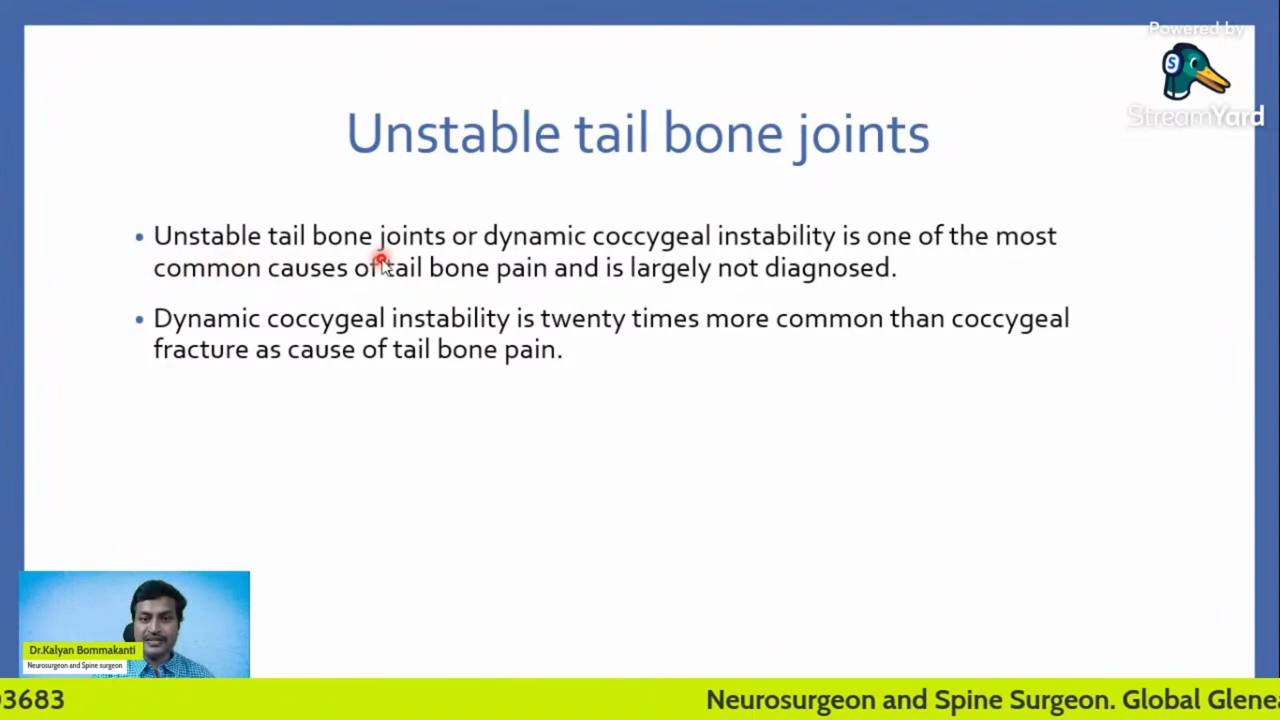 Powered by
S
StreamYard
Unstable tail bone joints
• Unstable tail bone joints or dynamic coccygeal instability is one of the most
common causes of tail bone pain and is largely not diagnosed.
• Dynamic coccygeal instability is twenty times more common than coccygeal
fracture as cause of tail bone pain.
Dr.Kalyan Bommakanti
Neurosurgeon and Spine surgeon
3683 Neurosurgeon and Spine Surgeon. Global Glene